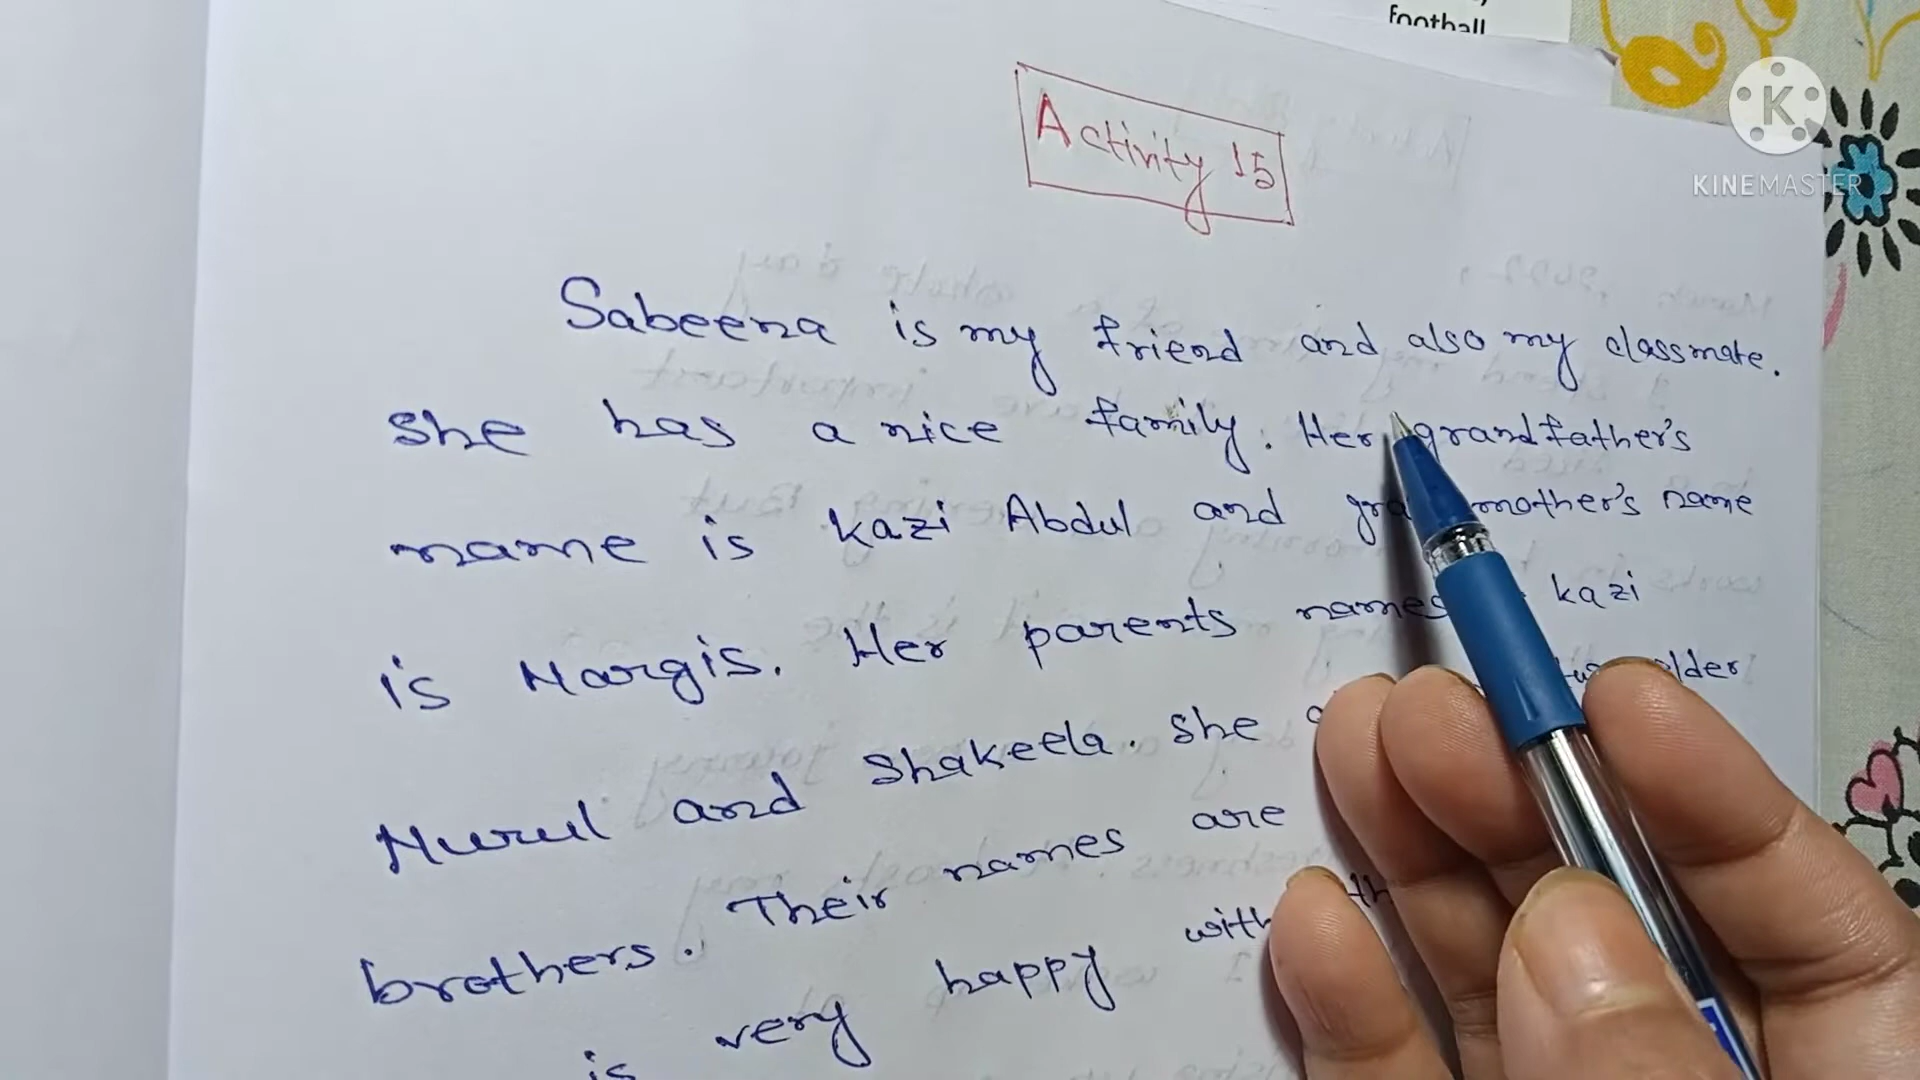 football
KINEMASTER
Activity 15
Sabeena is my friend and also my classmate.
She has a nice family. Her grandfather's
name is Kazi Abdul and mother's name
is Nargis. Her parents names Kazi
Nurul and Shakeela. She older
brothers. Their names are
is very happy with